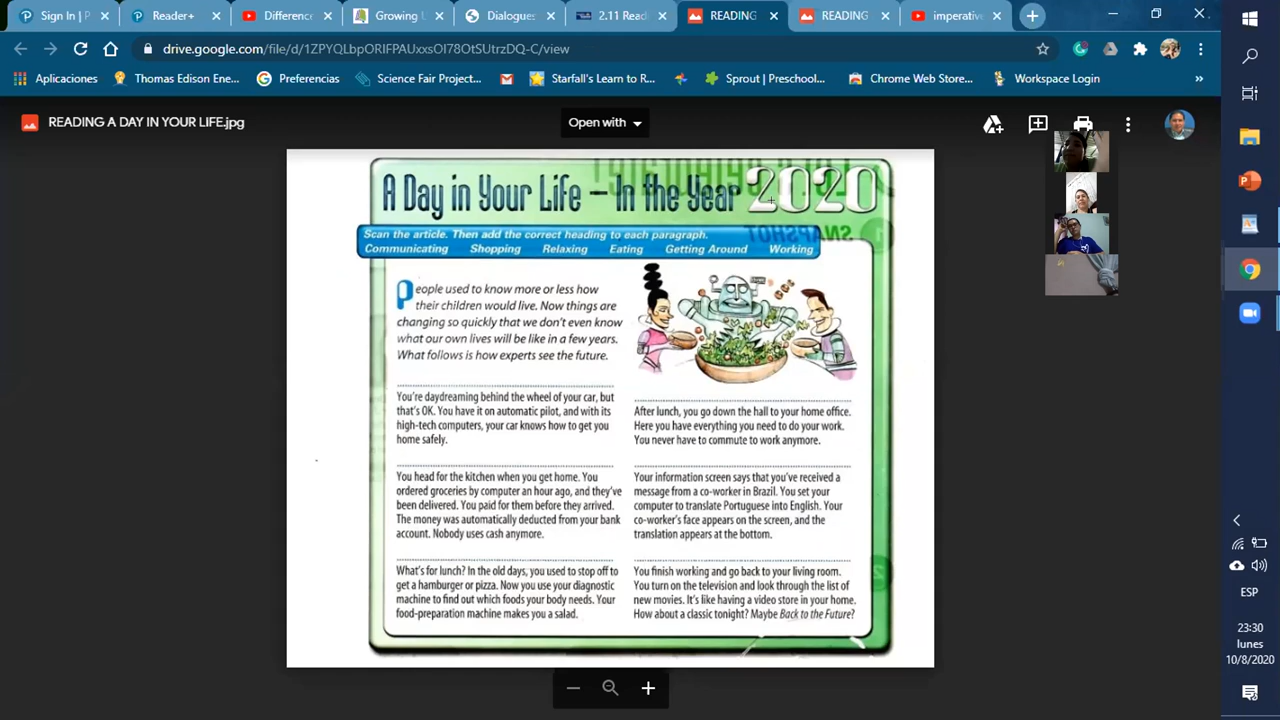 Sign In | P
Reader+
Differenc
Growing U
Dialogues
2.11 Read
READING
READING
imperative
drive.google.com/file/d/1ZPYQLbpORIFPAUxxsOI78OtSUtrzDQ-C/view
Aplicaciones
Thomas Edison Ene...
Preferencias
Science Fair Project...
Starfall's Learn to R...
Sprout | Preschool...
Chrome Web Store...
Workspace Login
»
READING A DAY IN YOUR LIFE.jpg
Open with
A Day in Your Life – In the Year 2020
SNAPSHOT
Scan the article. Then add the correct heading to each paragraph.
Communicating Shopping Relaxing Eating Getting Around Working
People used to know more or less how
their children would live. Now things are
changing so quickly that we don't even know
what our own lives will be like in a few years.
What follows is how experts see the future.
You're daydreaming behind the wheel of your car, but
that's OK. You have it on automatic pilot, and with its
high-tech computers, your car knows how to get you
home safely.
You head for the kitchen when you get home. You
ordered groceries by computer an hour ago, and they've
been delivered. You paid for them before they arrived.
The money was automatically deducted from your bank
account. Nobody uses cash anymore.
What's for lunch? In the old days, you used to stop off to
get a hamburger or pizza. Now you use your diagnostic
machine to find out which foods your body needs. Your
food-preparation machine makes you a salad.
After lunch, you go down the hall to your home office.
Here you have everything you need to do your work.
You never have to commute to work anymore.
Your information screen says that you've received a
message from a co-worker in Brazil. You set your
computer to translate Portuguese into English. Your
co-worker's face appears on the screen, and the
translation appears at the bottom.
You finish working and go back to your living room.
You turn on the television and look through the list of
new movies. It's like having a video store in your home.
How about a classic tonight? Maybe Back to the Future?
ESP
23:30
lunes
10/8/2020